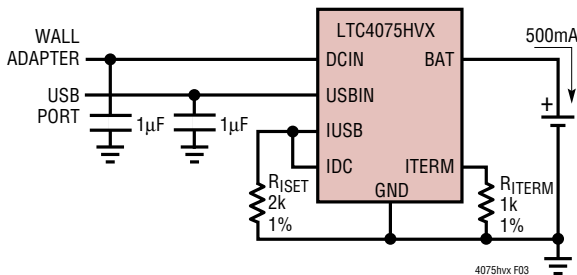 LTC4075HVX
WALL
ADAPTER
USB
PORT
1µF
1µF
DCIN
USBIN
IUSB
IDC
BAT
ITERM
GND
500mA
+
RISET
2k
1%
RITERM
1k
1%
4075hvx F03